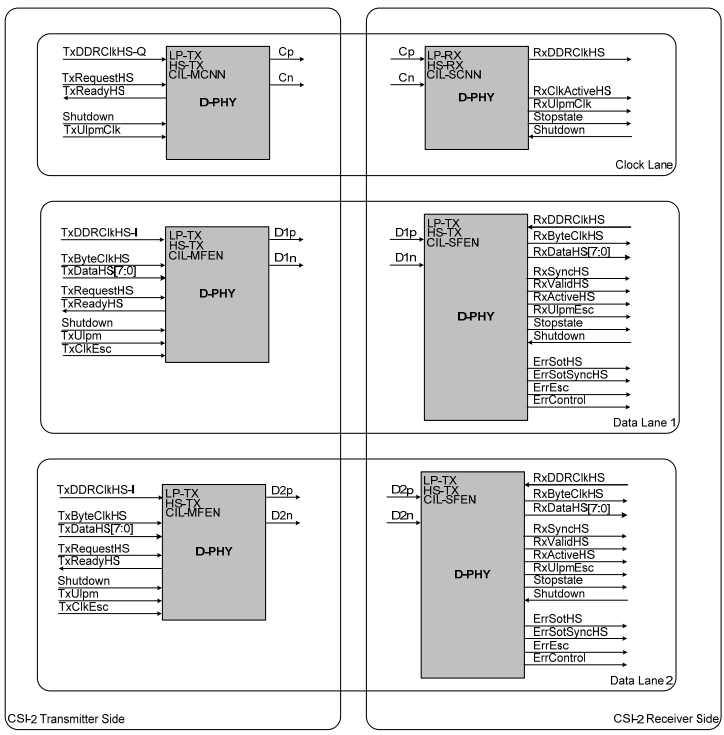 TxDDRClkHS-Q
TxRequestHS
TxReadyHS
Shutdown
TxUlpmClk
LP-TX
HS-TX
CIL-MCNN
D-PHY
Cp
Cn
Cp
Cn
LP-RX
HS-RX
CIL-SCNN
D-PHY
RxDDRClkHS
RxClkActiveHS
RxUlpmClk
Stopstate
Shutdown
Clock Lane
TxDDRClkHS-I
TxByteClkHS
TxDataHS[7:0]
TxRequestHS
TxReadyHS
Shutdown
TxUlpm
TxClkEsc
LP-TX
HS-TX
CIL-MFEN
D-PHY
D1p
D1n
D1p
D1n
LP-TX
HS-TX
CIL-SFEN
D-PHY
RxDDRClkHS
RxByteClkHS
RxDataHS[7:0]
RxSyncHS
RxValidHS
RxActiveHS
RxUlpmEsc
Stopstate
Shutdown
ErrSotHS
ErrSotSyncHS
ErrEsc
ErrControl
Data Lane 1
TxDDRClkHS-I
TxByteClkHS
TxDataHS[7:0]
TxRequestHS
TxReadyHS
Shutdown
TxUlpm
TxClkEsc
LP-TX
HS-TX
CIL-MFEN
D-PHY
D2p
D2n
D2p
D2n
LP-TX
HS-TX
CIL-SFEN
D-PHY
RxDDRClkHS
RxByteClkHS
RxDataHS[7:0]
RxSyncHS
RxValidHS
RxActiveHS
RxUlpmEsc
Stopstate
Shutdown
ErrSotHS
ErrSotSyncHS
ErrEsc
ErrControl
Data Lane 2
CSI-2 Transmitter Side
CSI-2 Receiver Side